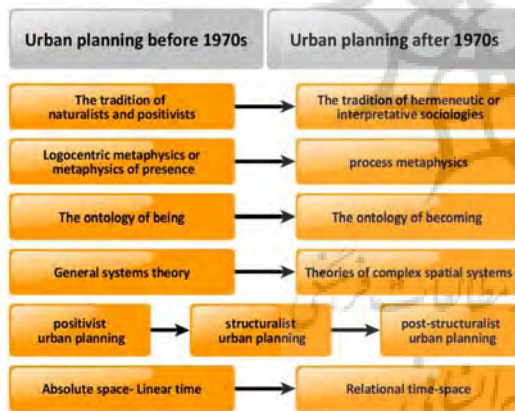 Urban planning before 1970s
Urban planning after 1970s
The tradition of
naturalists and positivists
The tradition of hermeneutic or
interpretative sociologies
Logocentric metaphysics or
metaphysics of presence
process metaphysics
The ontology of being
The ontology of becoming
General systems theory
Theories of complex spatial systems
positivist
urban planning
structuralist
urban planning
post-structuralist
urban planning
Absolute space- Linear time
Relational time-space